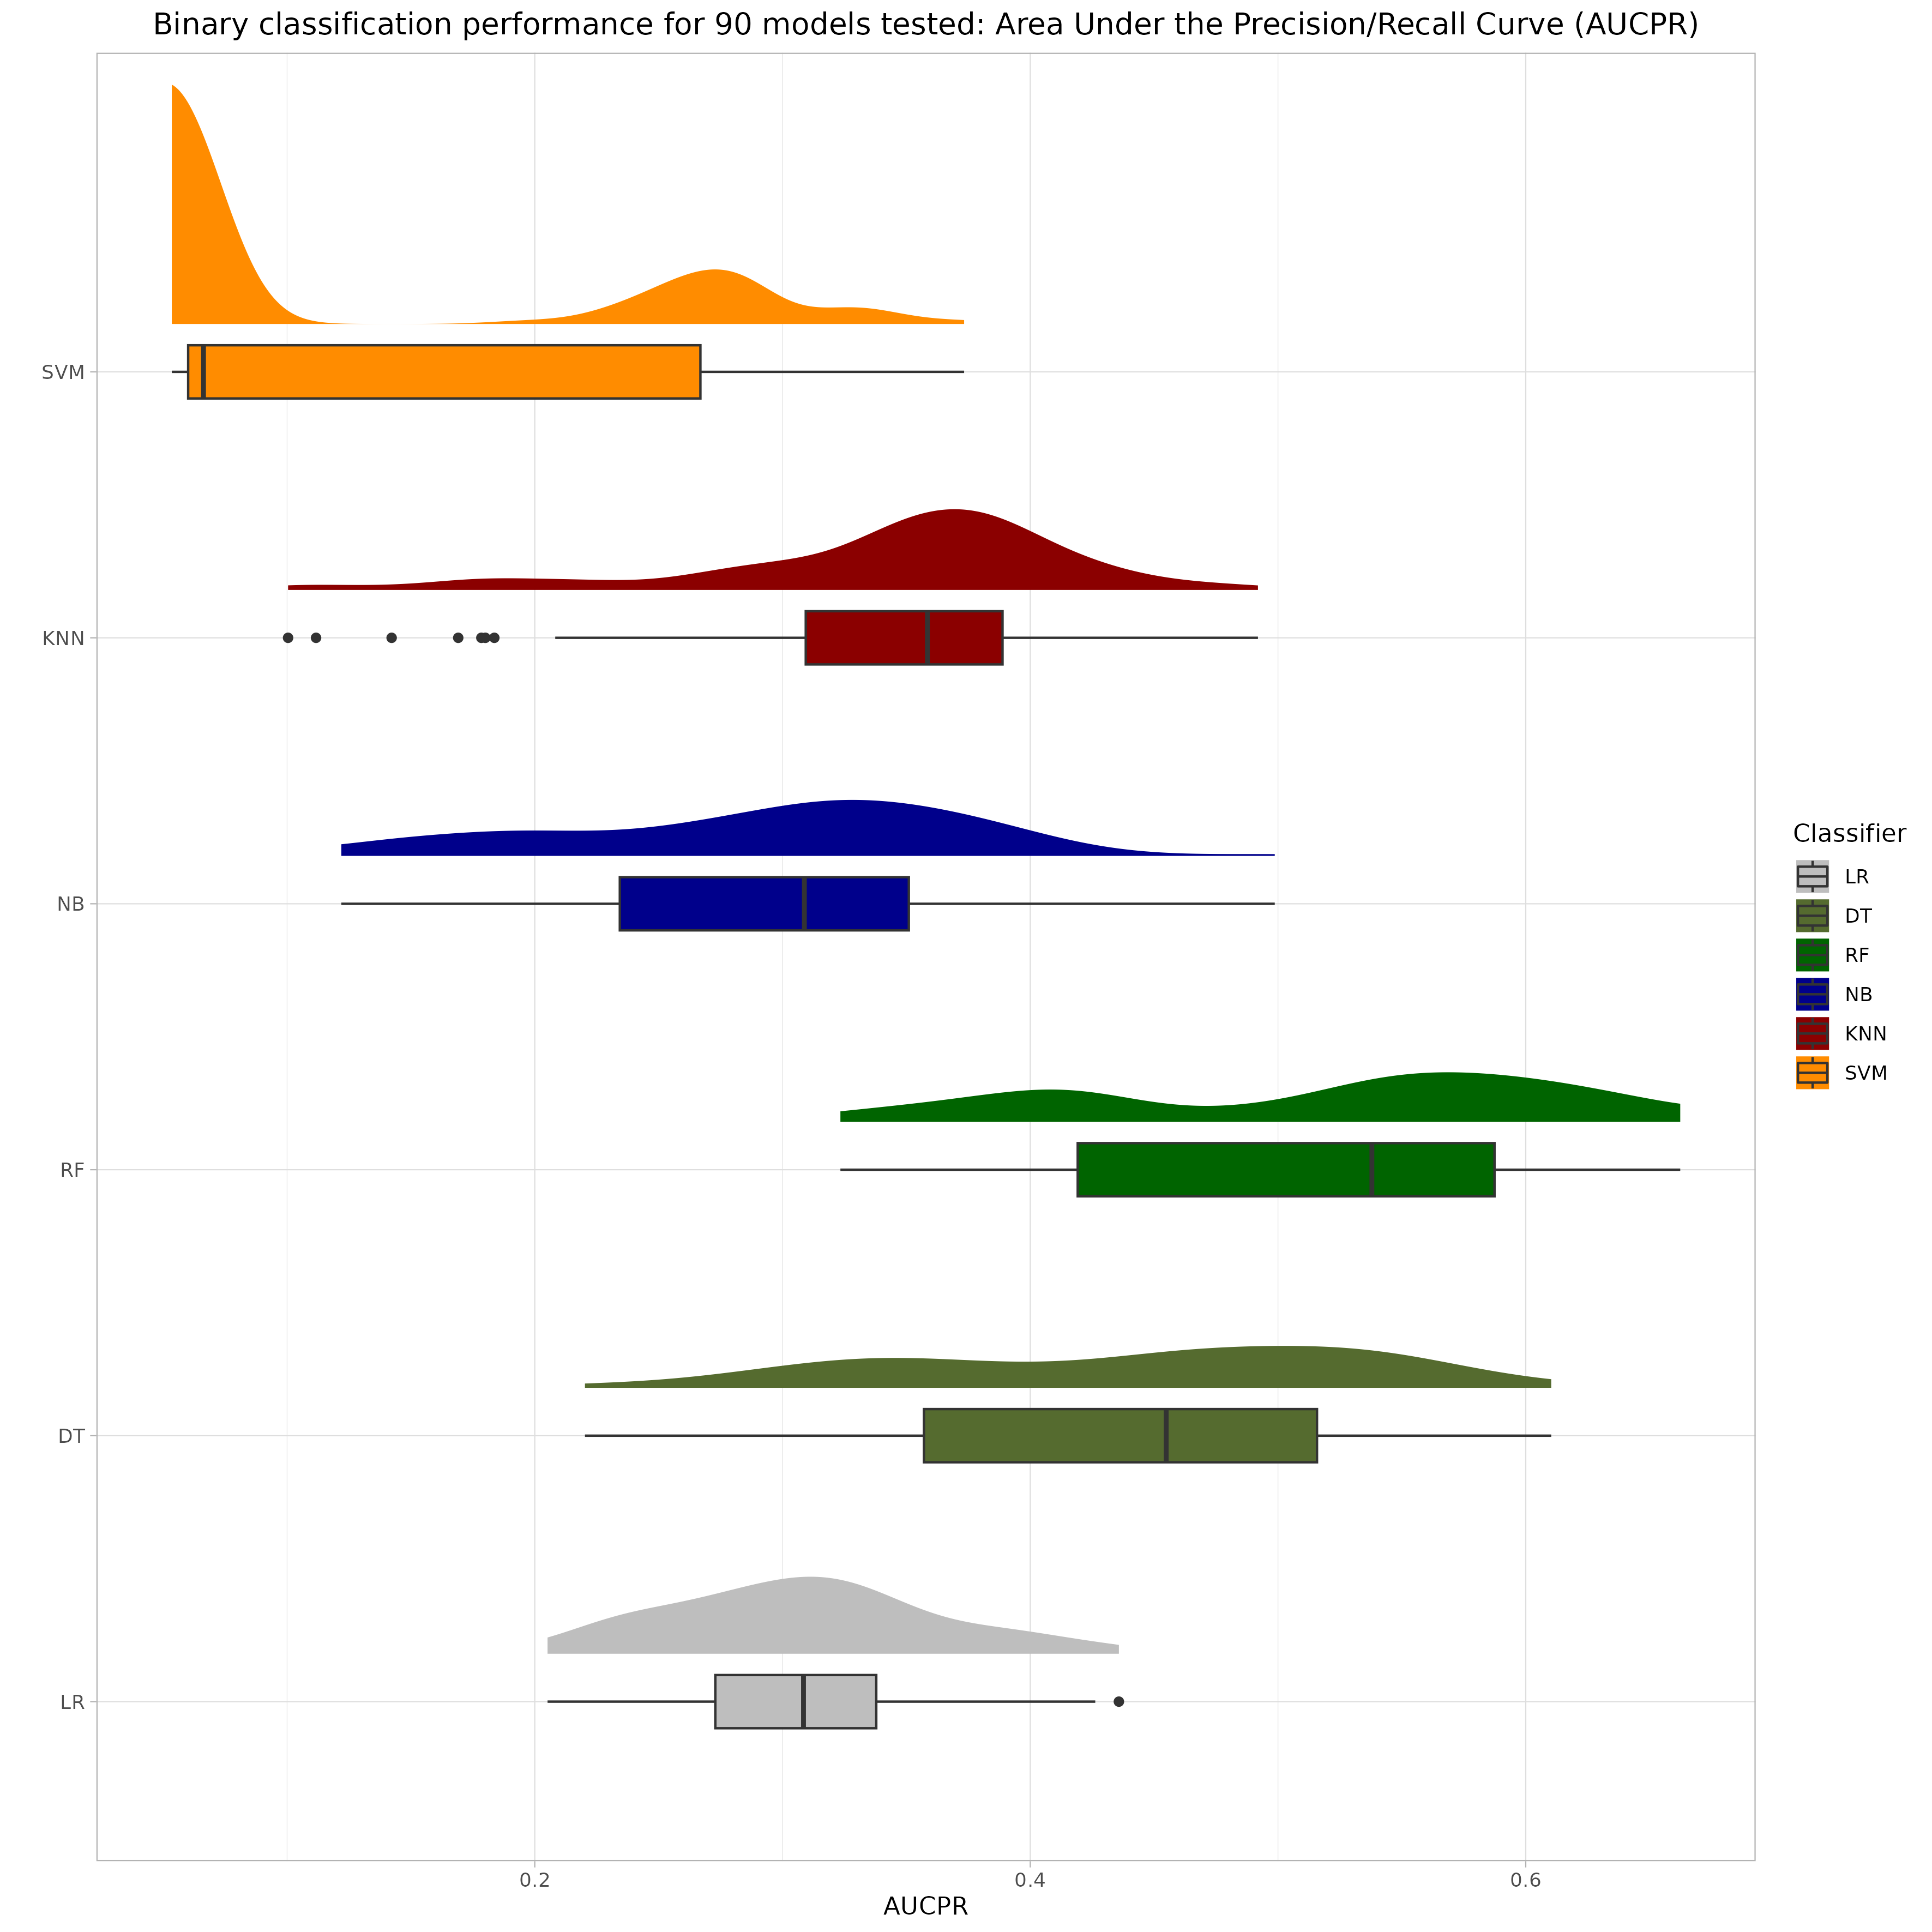 Binary classification performance for 90 models tested: Area Under the Precision/Recall Curve (AUCPR)
SVM
KNN
NB
RF
DT
LR
0.2 0.4 0.6
AUCPR
Classifier
LR
DT
RF
NB
KNN
SVM